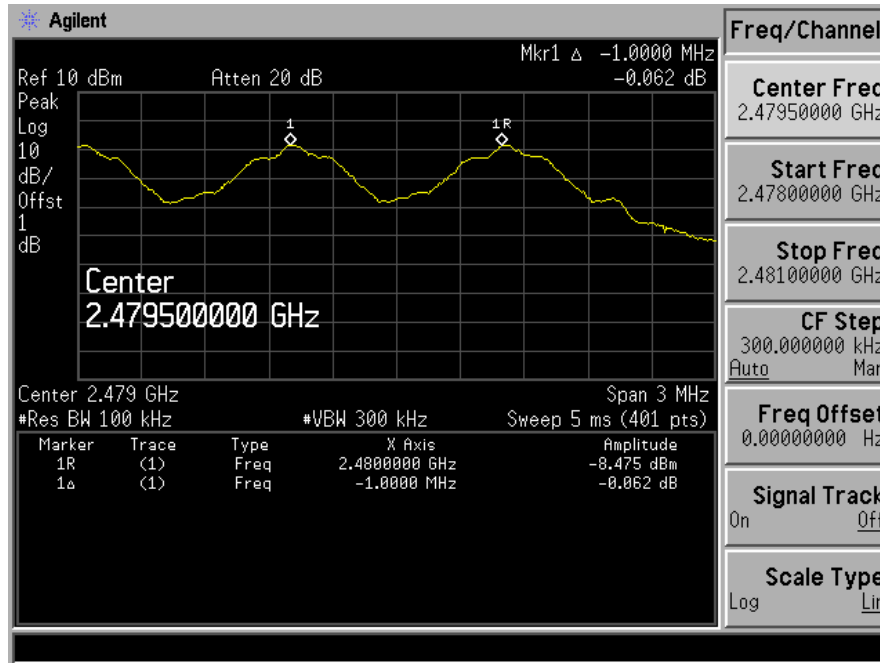 Agilent
Freq/Channel
Mkr1 Δ -1.0000 MHz
Ref 10 dBm Atten 20 dB -0.062 dB
Peak
Log
10
dB/
Offst
1
dB
1
1R
Center
2.479500000 GHz
Center 2.479 GHz Span 3 MHz
#Res BW 100 kHz #VBW 300 kHz Sweep 5 ms (401 pts)
Marker Trace Type X Axis Amplitude
1R (1) Freq 2.4800000 GHz -8.475 dBm
1Δ (1) Freq -1.0000 MHz -0.062 dB
Center Freq
2.47950000 GHz
Start Freq
2.47800000 GHz
Stop Freq
2.48100000 GHz
CF Step
300.000000 kHz
Auto Man
Freq Offset
0.00000000 Hz
Signal Track
On Off
Scale Type
Log Lin